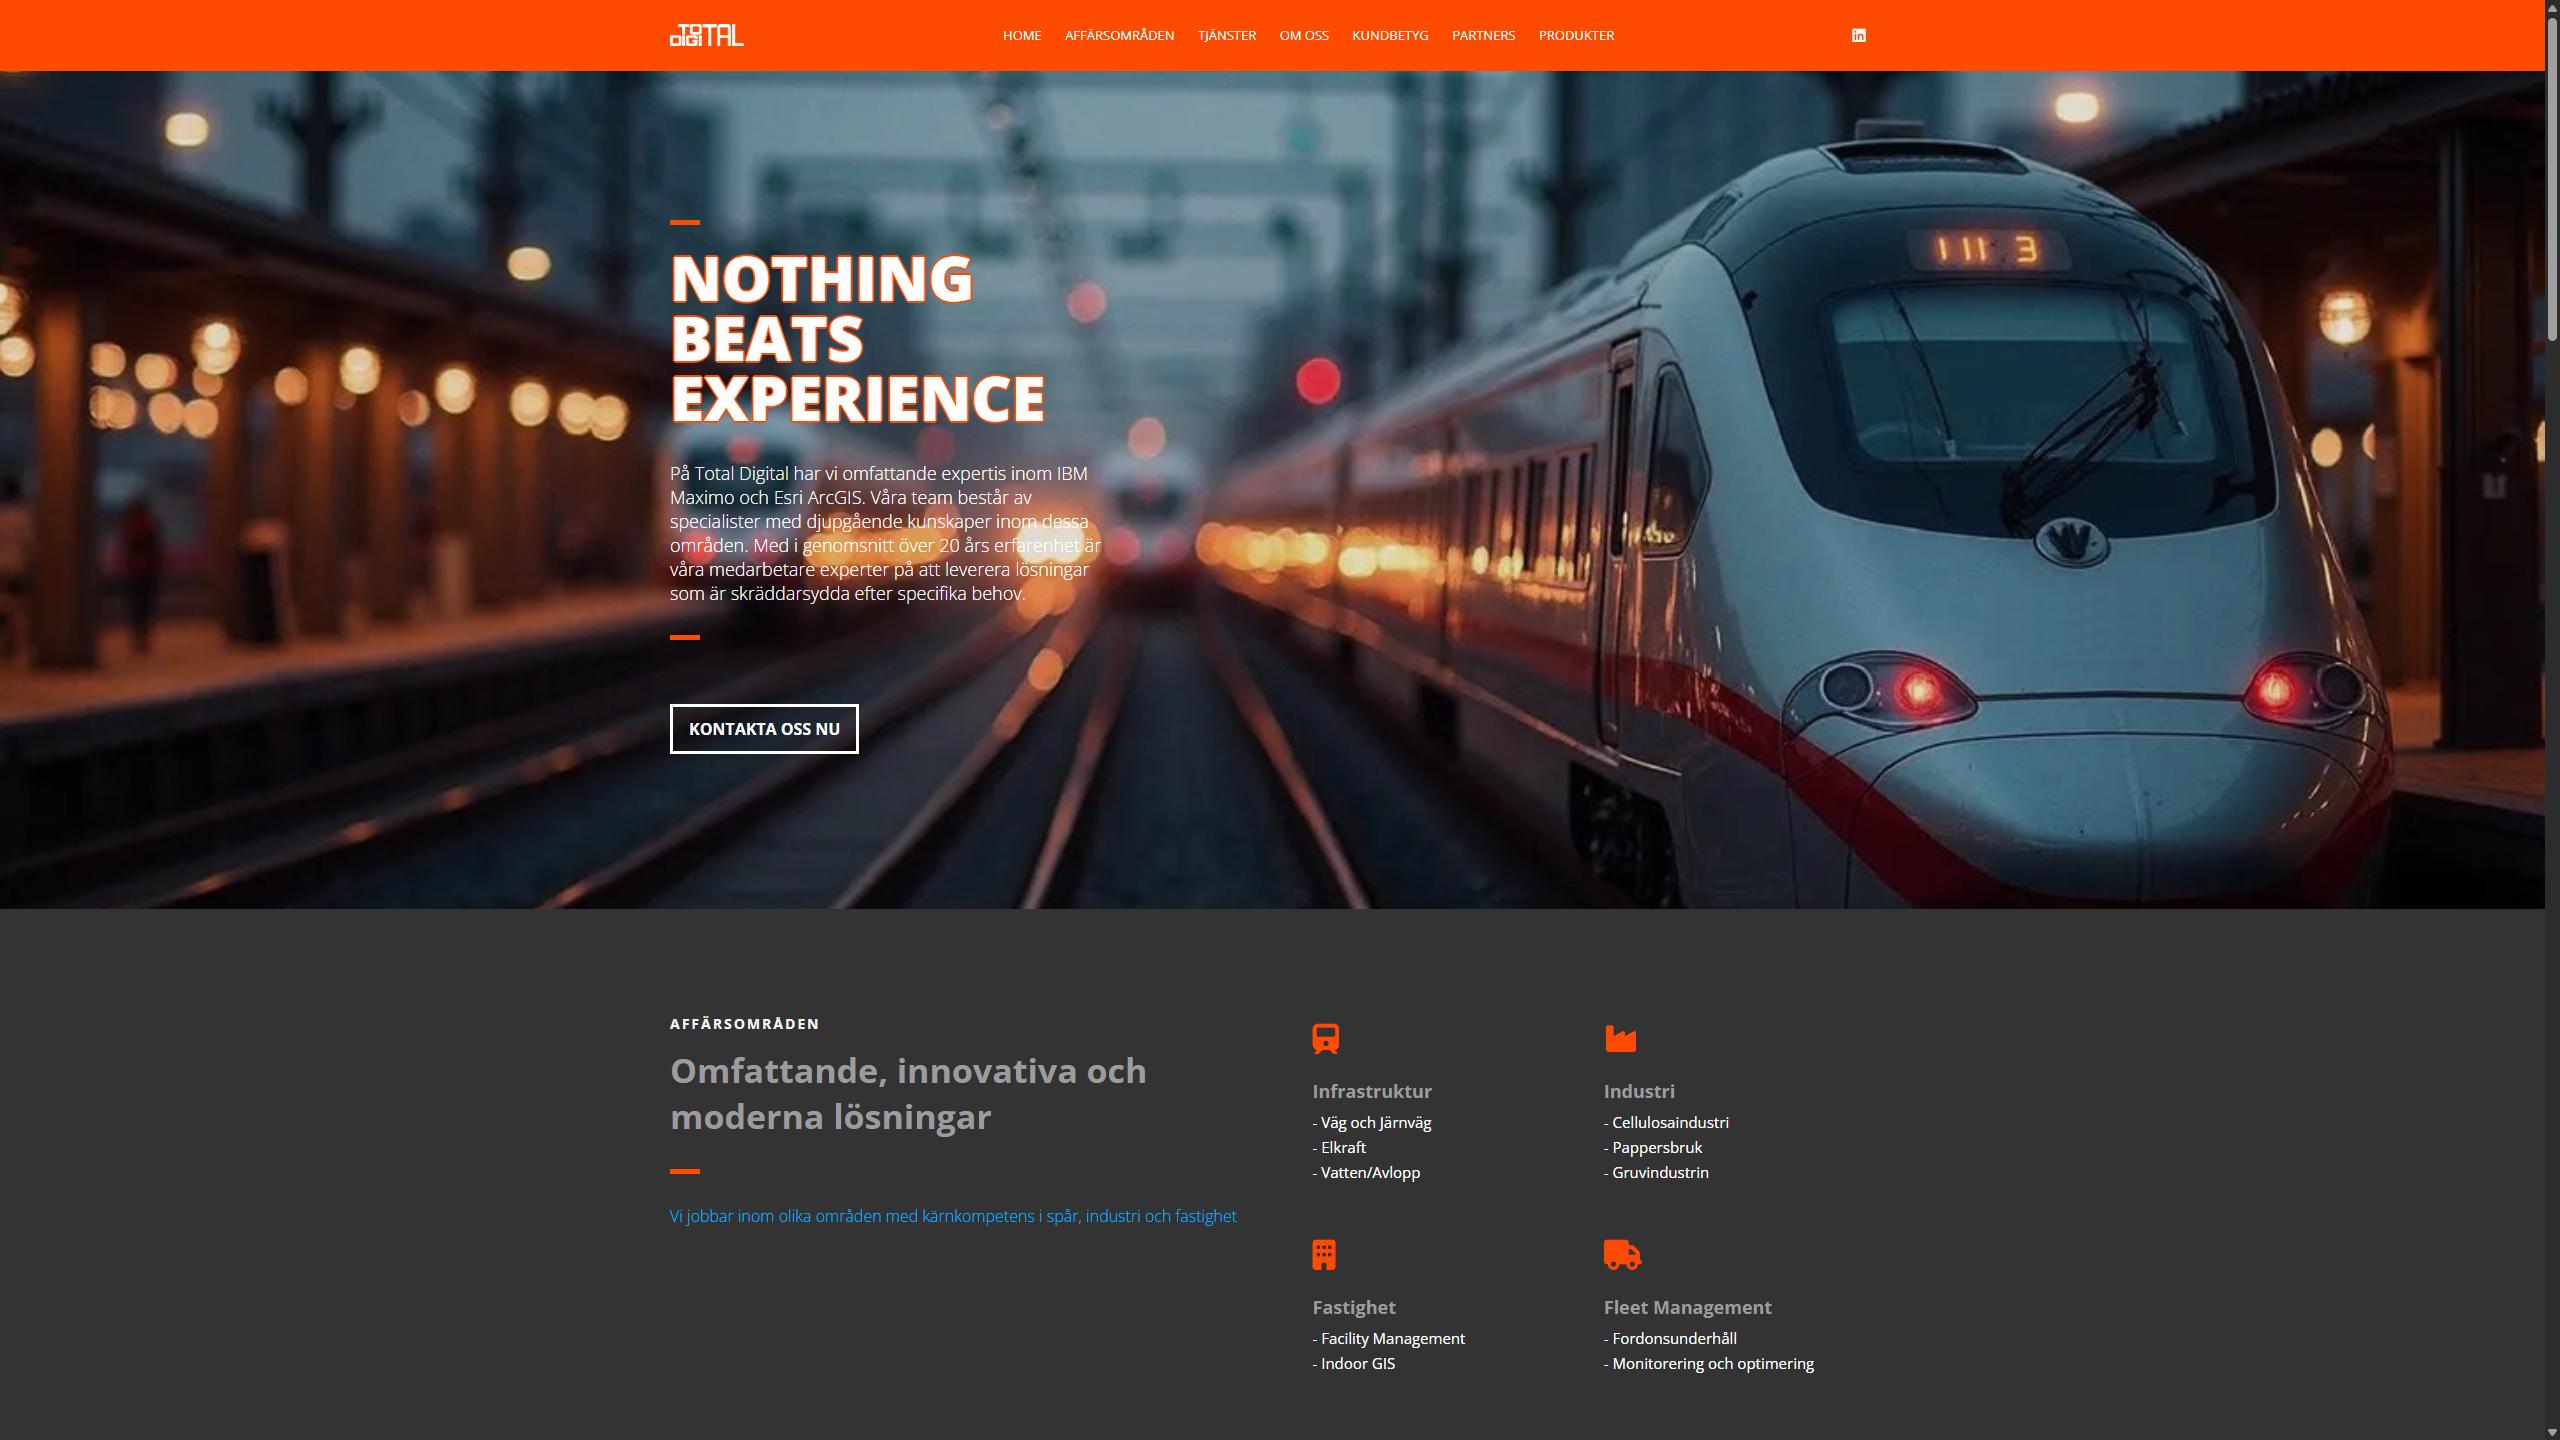 TO
DIGITAL
HOME AFFÄRSOMRÅDEN TJÄNSTER OM OSS KUNDBETYG PARTNERS PRODUKTER
111 3
NOTHING
BEATS
EXPERIENCE
På Total Digital har vi omfattande expertis inom IBM
Maximo och Esri ArcGIS. Våra team består av
specialister med djupgående kunskaper inom dessa
områden. Med i genomsnitt över 20 års erfarenhet är
våra medarbetare experter på att leverera lösningar
som är skräddarsydda efter specifika behov.
KONTAKTA OSS NU
AFFÄRSOMRÅDEN
Omfattande, innovativa och
moderna lösningar
Vi jobbar inom olika områden med kärnkompetens i spår, industri och fastighet
Infrastruktur
- Väg och Järnväg
- Elkraft
- Vatten/Avlopp
Industri
- Cellulosaindustri
- Pappersbruk
- Gruvindustrin
Fastighet
- Facility Management
- Indoor GIS
Fleet Management
- Fordonsunderhåll
- Monitorering och optimering